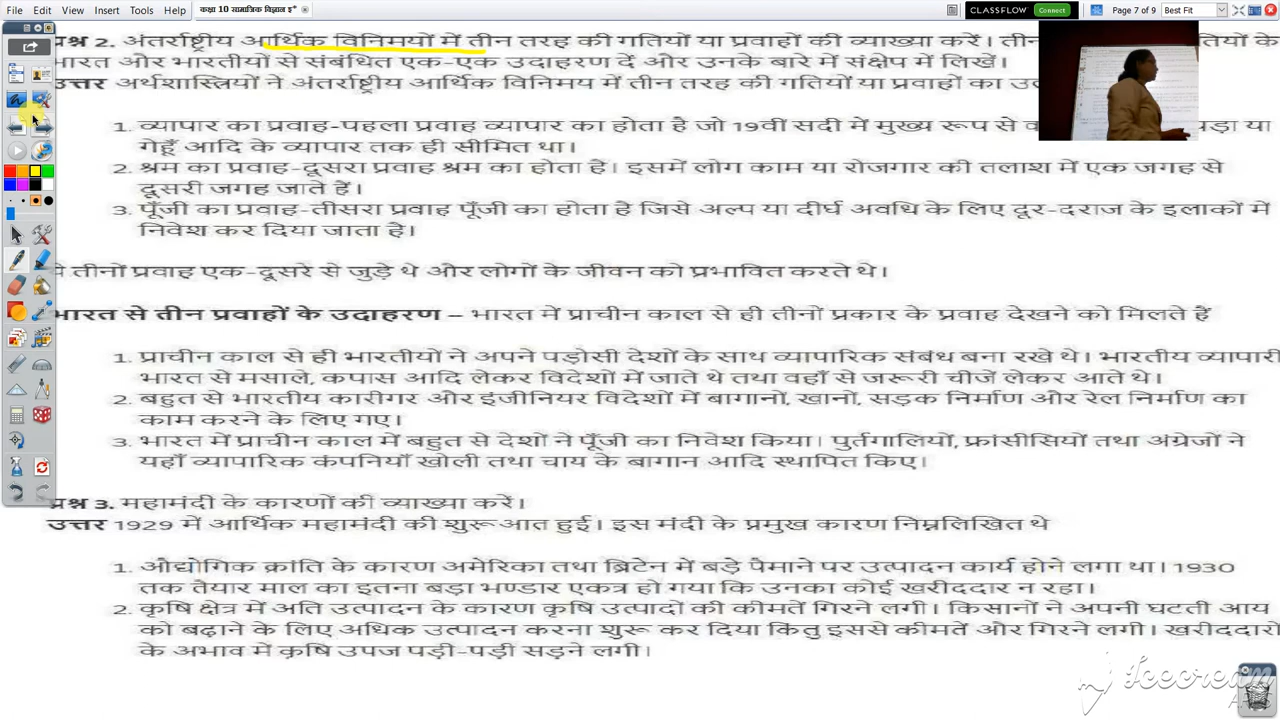 Edit View Insert Tools Help कक्षा 10 सामाजिक विज्ञान इ° CLASSFLOW Connect Page 7 of 9 Best Fit
प्रश्न 2. अंतर्राष्ट्रीय आर्थिक विनिमयों में तीन तरह की गतियों या प्रवाहों की व्याख्या करें। तीन के
भारत और भारतीयों से संबंधित एक-एक उदाहरण दें और उनके बारे में संक्षेप में लिखें।
उत्तर अर्थशास्त्रियों ने अंतर्राष्ट्रीय आर्थिक विनिमय में तीन तरह की गतियों या प्रवाहों का
1. व्यापार का प्रवाह-पहला प्रवाह व्यापार का होता है जो 19वीं सदी में मुख्य रूप से या
गेहूँ आदि के व्यापार तक ही सीमित था।
2. श्रम का प्रवाह-दूसरा प्रवाह श्रम का होता है। इसमें लोग काम या रोजगार की तलाश में एक जगह से
दूसरी जगह जाते हैं।
3. पूँजी का प्रवाह-तीसरा प्रवाह पूँजी का होता है जिसे अल्प या दीर्घ अवधि के लिए दूर-दराज के इलाकों में
निवेश कर दिया जाता है।
ये तीनों प्रवाह एक-दूसरे से जुड़े थे और लोगों के जीवन को प्रभावित करते थे।
भारत से तीन प्रवाहों के उदाहरण – भारत में प्राचीन काल से ही तीनों प्रकार के प्रवाह देखने को मिलते हैं
1. प्राचीन काल से ही भारतीयों ने अपने पड़ोसी देशों के साथ व्यापारिक संबंध बना रखे थे। भारतीय व्यापारी
भारत से मसाले, कपास आदि लेकर विदेशों में जाते थे तथा वहाँ से जरूरी चीजें लेकर आते थे।
2. बहुत से भारतीय कारीगर और इंजीनियर विदेशों में बागानों, खानों, सड़क निर्माण और रेल निर्माण का
काम करने के लिए गए।
3. भारत में प्राचीन काल में बहुत से देशों ने पूँजी का निवेश किया। पुर्तगालियों, फ्रांसीसियों तथा अंग्रेजों ने
यहाँ व्यापारिक कंपनियाँ खोली तथा चाय के बागान आदि स्थापित किए।
प्रश्न 3. महामंदी के कारणों की व्याख्या करें।
उत्तर 1929 में आर्थिक महामंदी की शुरू आत हुई। इस मंदी के प्रमुख कारण निम्नलिखित थे
1. औद्योगिक क्रांति के कारण अमेरिका तथा ब्रिटेन में बड़े पैमाने पर उत्पादन कार्य होने लगा था। 1930
तक तैयार माल का इतना बड़ा भण्डार एकत्र हो गया कि उनका कोई खरीददार न रहा।
2. कृषि क्षेत्र में अति उत्पादन के कारण कृषि उत्पादों की कीमतें गिरने लगी। किसानों ने अपनी घटती आय
को बढ़ाने के लिए अधिक उत्पादन करना शुरू कर दिया किंतु इससे कीमतें और गिरने लगी। खरीददारों
के अभाव में कृषि उपज पड़ी-पड़ी सड़ने लगी।
Icecream
APPS